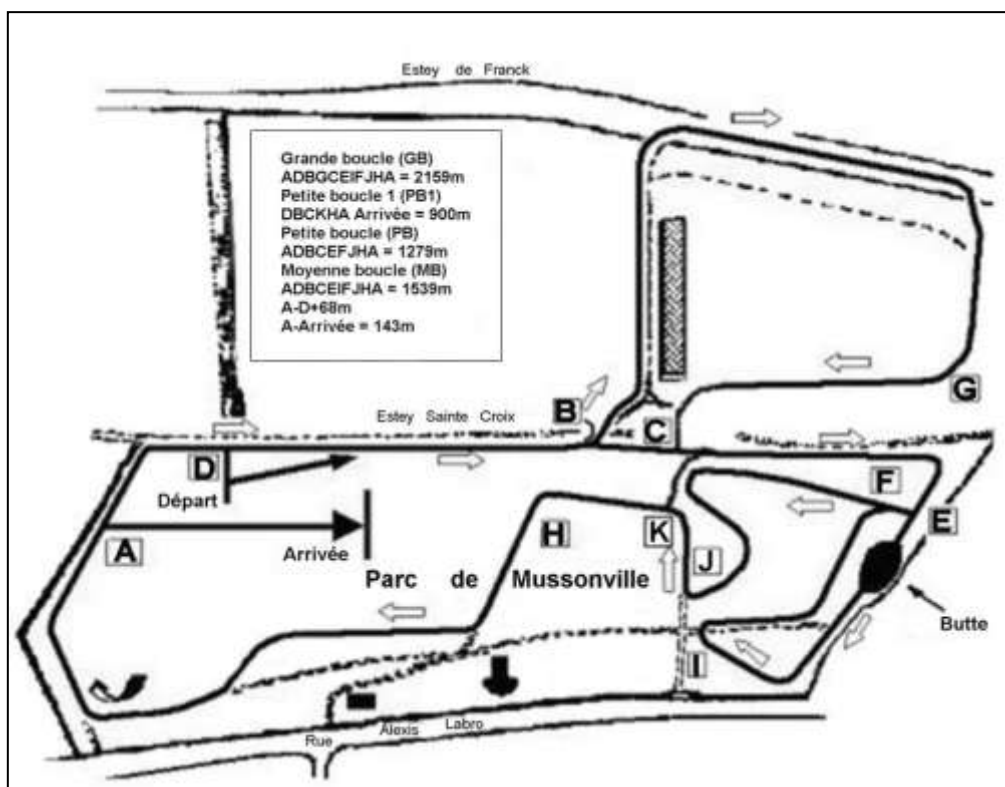 Estey de Franck
Grande boucle (GB)
ADBGCEIFJHA = 2159m
Petite boucle 1 (PB1)
DBCKHA Arrivée = 900m
Petite boucle (PB)
ADBCEFJHA = 1279m
Moyenne boucle (MB)
ADBCEIFJHA = 1539m
A-D+68m
A-Arrivée = 143m
G
B
Estey Sainte Croix
C
D
F
Départ
E
A
Arrivée
H
K
J
Parc de Mussonville
Butte
I
Rue Alexis Labro